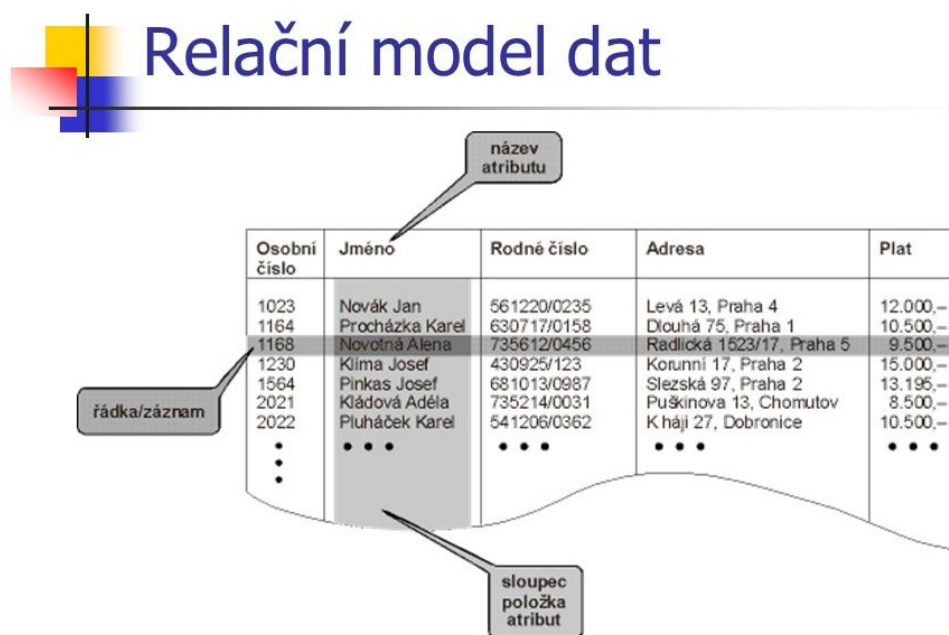 Relační model dat
název
atributu
Osobní číslo Jméno Rodné číslo Adresa Plat
1023 Novák Jan 561220/0235 Levá 13, Praha 4 12.000,–
1164 Procházka Karel 630717/0158 Dlouhá 75, Praha 1 10.500,–
1168 Novotná Alena 735612/0456 Radlická 1523/17, Praha 5 9.500,–
1230 Klíma Josef 430925/123 Korunní 17, Praha 2 15.000,–
1564 Pinkas Josef 681013/0987 Slezská 97, Praha 2 13.195,–
2021 Kládová Adéla 735214/0031 Puškinova 13, Chomutov 8.500,–
2022 Pluháček Karel 541206/0362 K háji 27, Dobronice 10.500,–
řádka/záznam
sloupec
položka
atribut